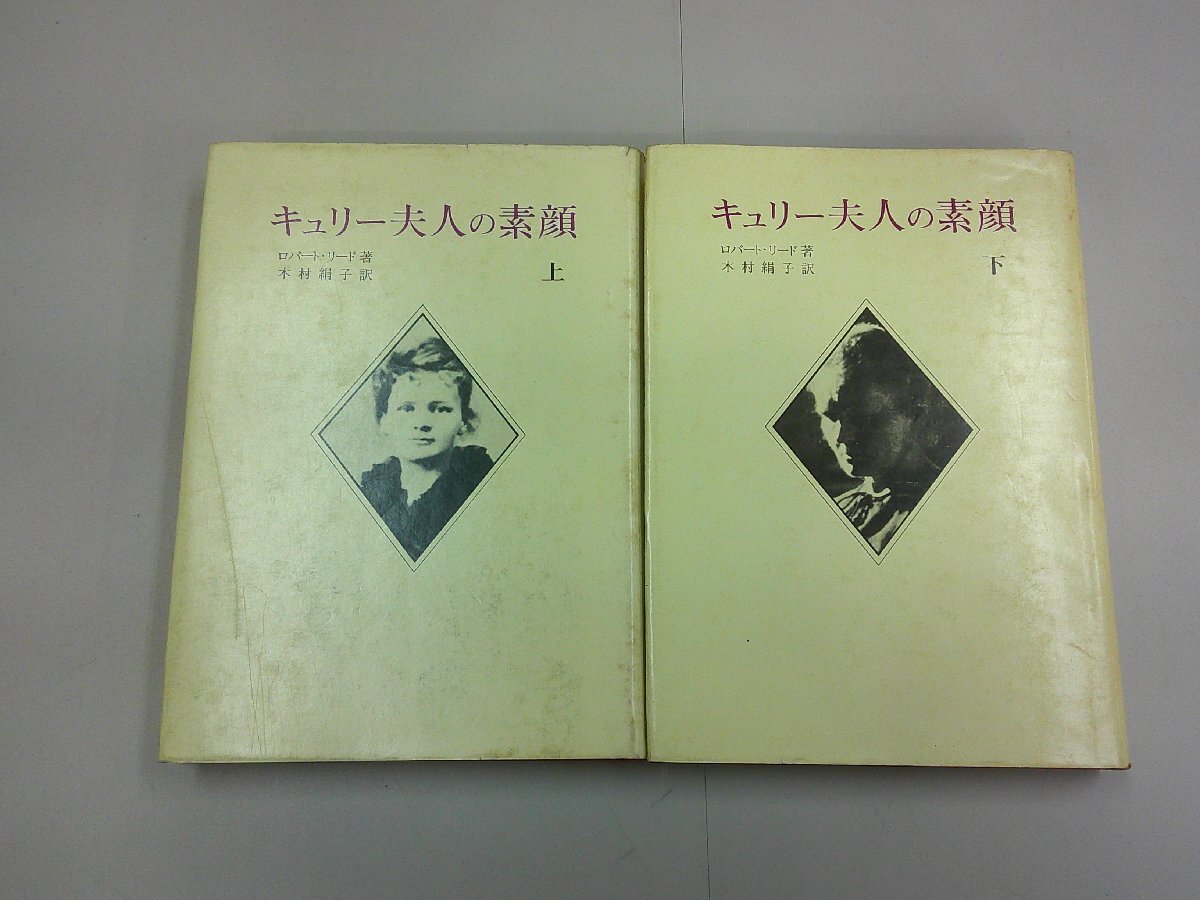 キュリー夫人の素顔
ロバート・リード著
木村絹子訳
上
キュリー夫人の素顔
ロバート・リード著
木村絹子訳
下